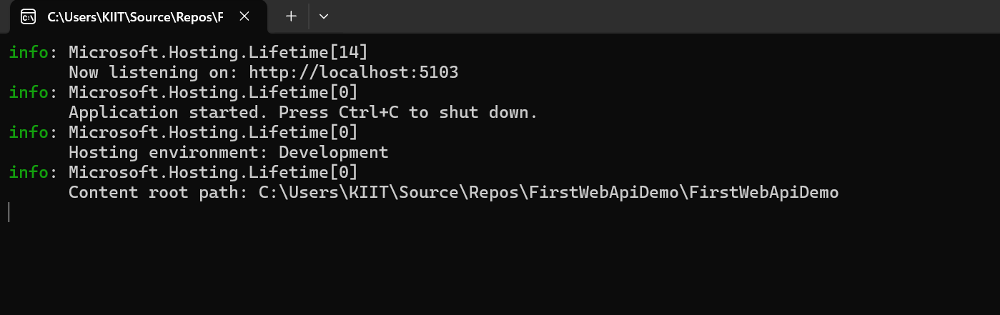 C:\Users\KIIT\Source\Repos\F
info: Microsoft.Hosting.Lifetime[14]
Now listening on: http://localhost:5103
info: Microsoft.Hosting.Lifetime[0]
Application started. Press Ctrl+C to shut down.
info: Microsoft.Hosting.Lifetime[0]
Hosting environment: Development
info: Microsoft.Hosting.Lifetime[0]
Content root path: C:\Users\KIIT\Source\Repos\FirstWebApiDemo\FirstWebApiDemo